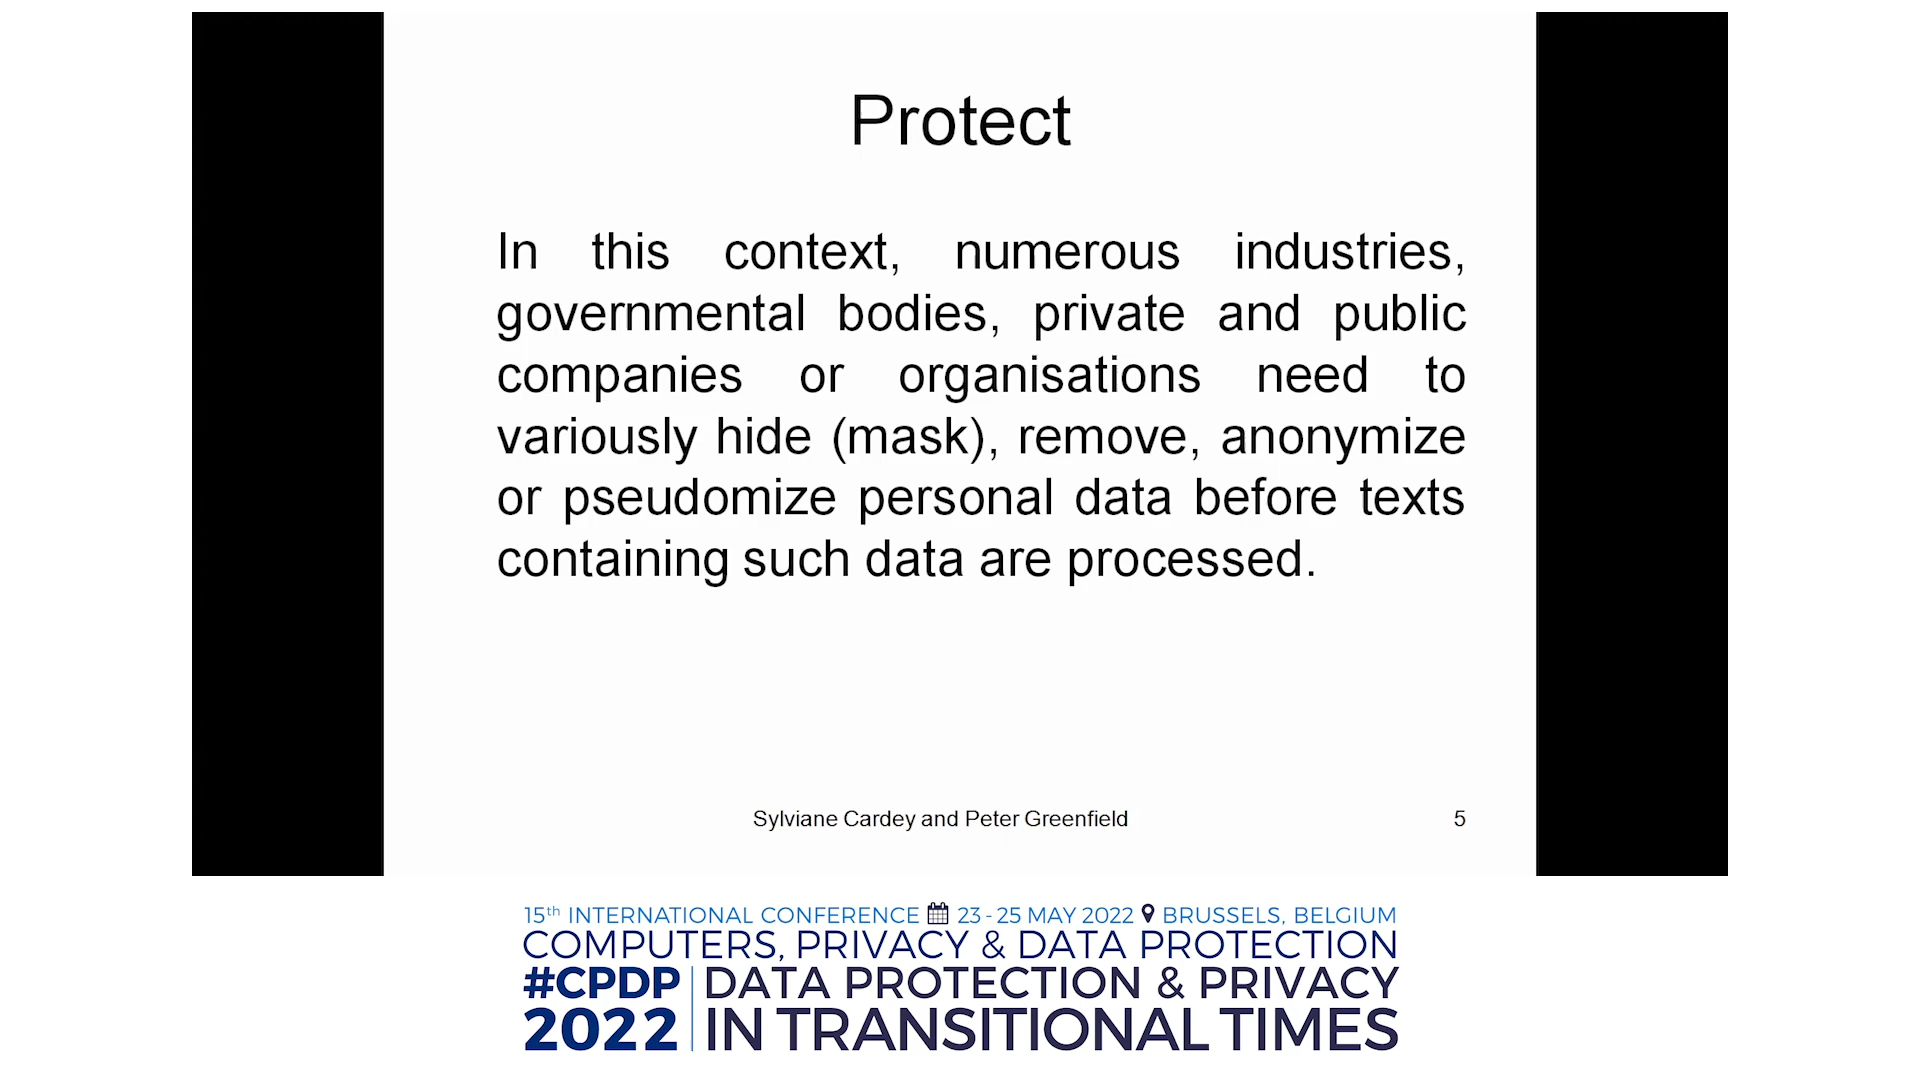 Protect
In this context, numerous industries,
governmental bodies, private and public
companies or organisations need to
variously hide (mask), remove, anonymize
or pseudomize personal data before texts
containing such data are processed.
Sylviane Cardey and Peter Greenfield 5
15th INTERNATIONAL CONFERENCE 23 - 25 MAY 2022 BRUSSELS, BELGIUM
COMPUTERS, PRIVACY & DATA PROTECTION
#CPDP DATA PROTECTION & PRIVACY
2022 IN TRANSITIONAL TIMES